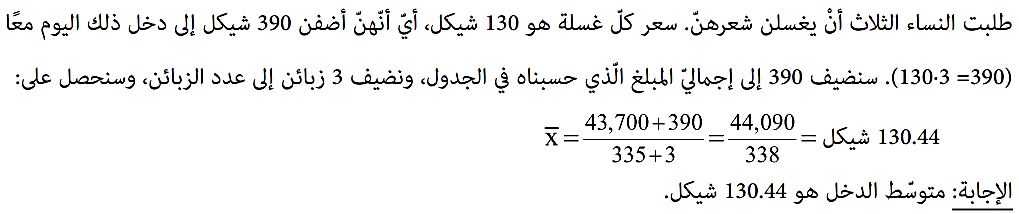 طلبت النساء الثلاث أنْ يغسلن شعرهنّ. سعر كلّ غسلة هو 130 شيكل، أيّ أنّهنّ أضفن 390 شيكل إلى دخل ذلك اليوم معًا
(130·3 =390). سنضيف 390 إلى إجماليّ المبلغ الّذي حسبناه في الجدول، ونضيف 3 زبائن إلى عدد الزبائن، وسنحصل على:
x̅ = (43,700+390)/(335+3) = 44,090/338 = 130.44 شيكل
الإجابة: متوسّط الدخل هو 130.44 شيكل.